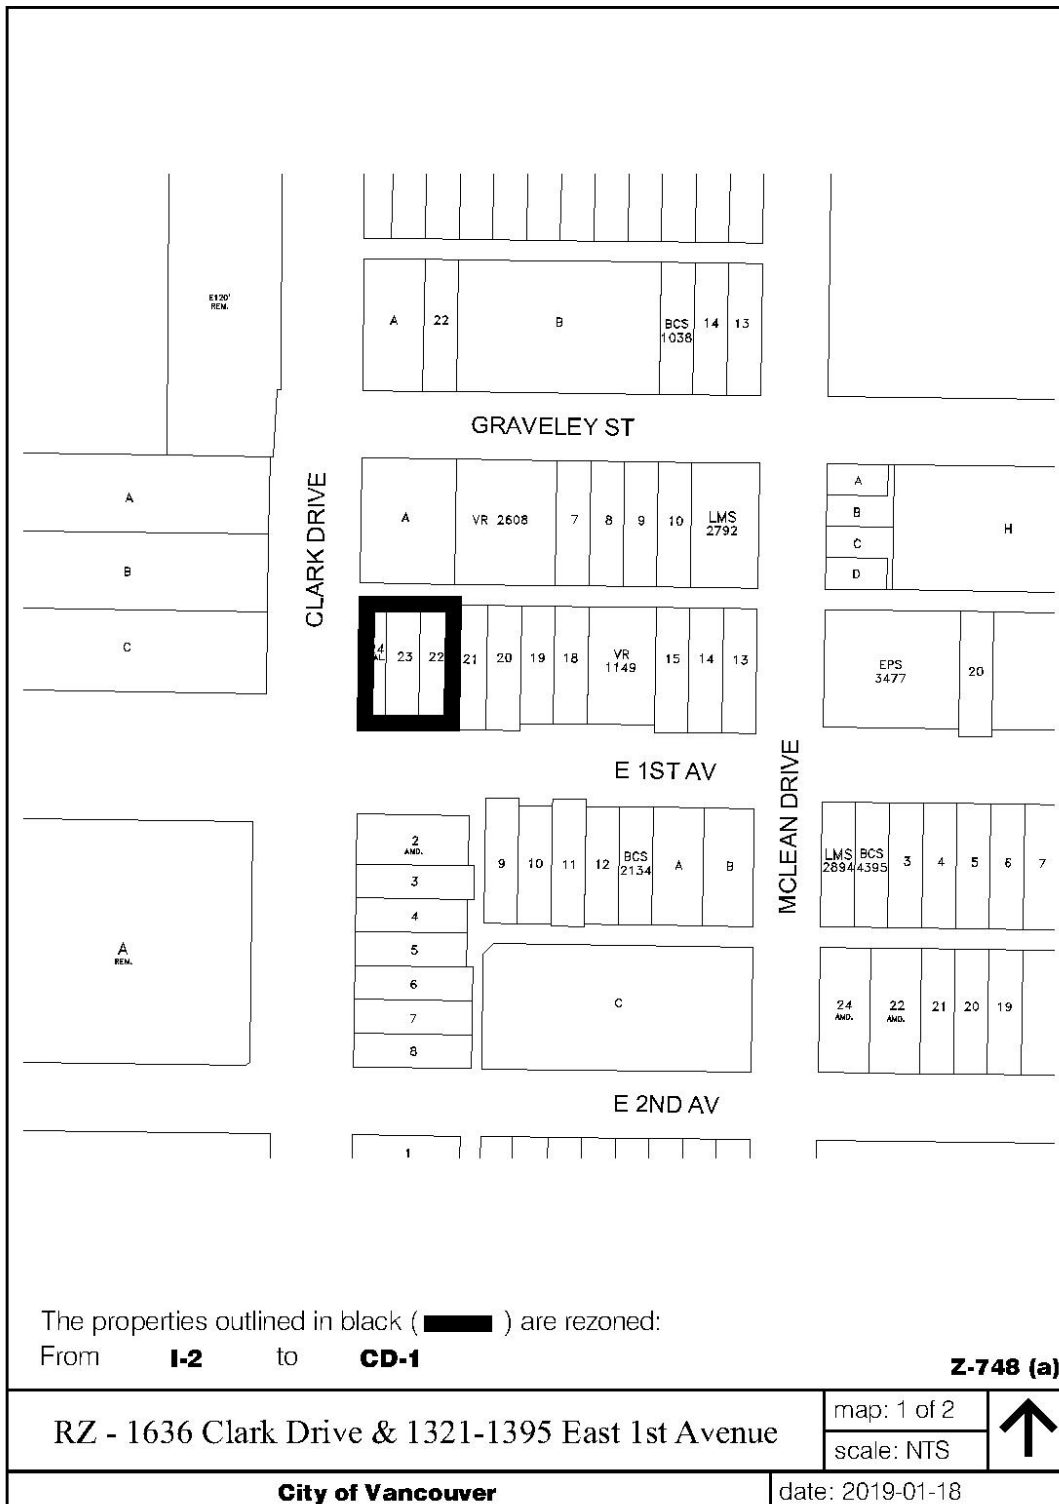 E120'
REM.
A
22
B
BCS
1038
14
13
GRAVELEY ST
CLARK DRIVE
A
B
C
A
VR 2608
7
8
9
10
LMS
2792
A
B
C
D
H
23
22
21
20
19
18
VR
1149
15
14
13
EPS
3477
20
E 1ST AV
MCLEAN DRIVE
2
AMD.
3
4
5
6
7
8
9
10
11
12
BCS
2134
A
B
C
LMS
2894
BCS
4395
3
4
5
6
7
A
REM.
24
AMD.
22
AMD.
21
20
19
E 2ND AV
1
The properties outlined in black ( ) are rezoned:
From I-2 to CD-1
Z-748 (a)
RZ - 1636 Clark Drive & 1321-1395 East 1st Avenue
map: 1 of 2
scale: NTS
City of Vancouver
date: 2019-01-18